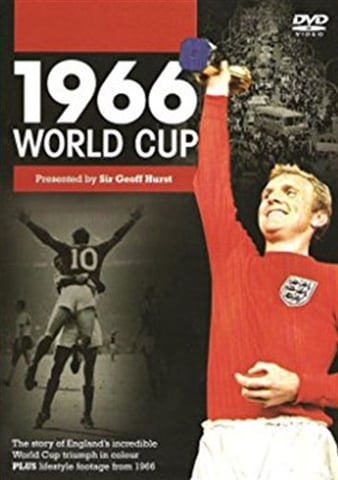 DVD
VIDEO
1966
WORLD CUP
Presented by Sir Geoff Hurst
10
The story of England's incredible
World Cup triumph in colour
PLUS lifestyle footage from 1966